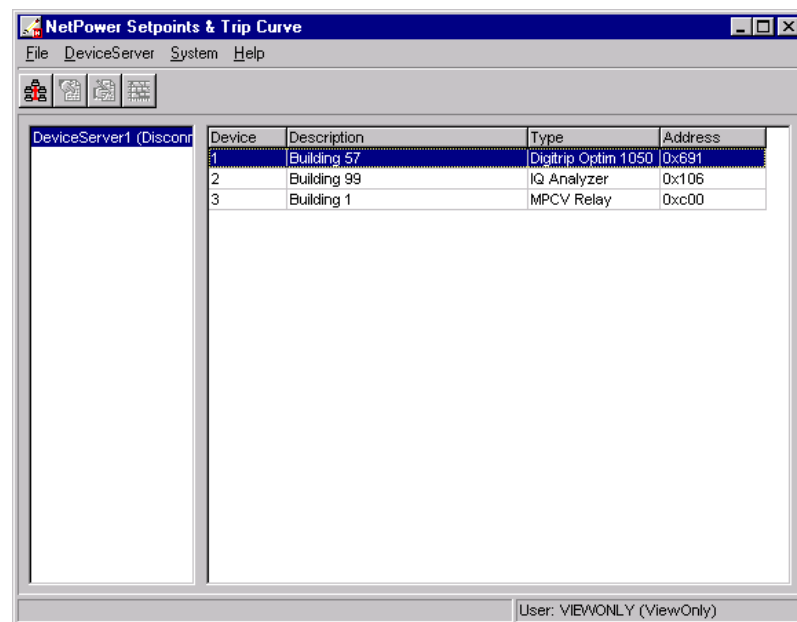 NetPower Setpoints & Trip Curve
File DeviceServer System Help
DeviceServer1 (Disconr
Device Description Type Address
1 Building 57 Digitrip Optim 1050 0x691
2 Building 99 IQ Analyzer 0x106
3 Building 1 MPCV Relay 0xc00
User: VIEWONLY (ViewOnly)